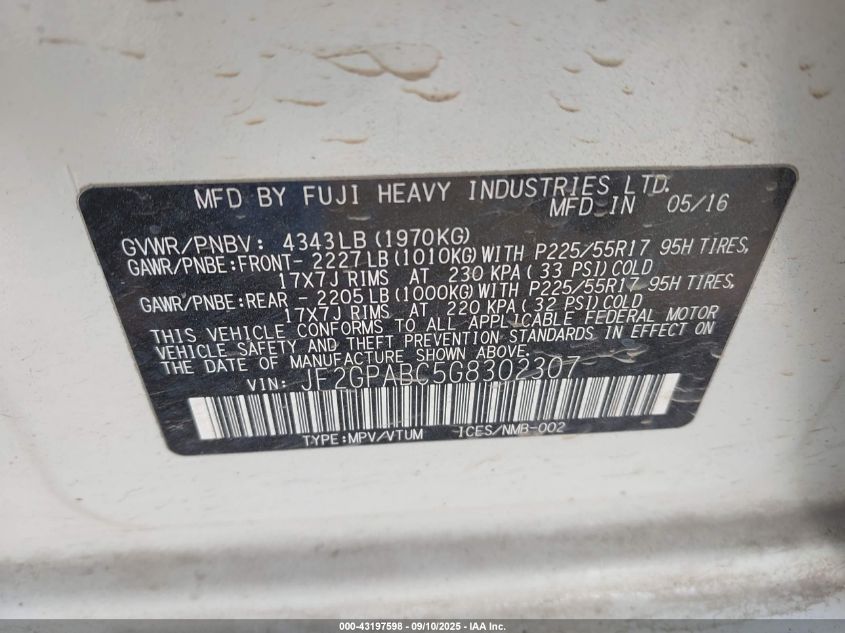 MFD BY FUJI HEAVY INDUSTRIES LTD.
MFD IN 05/16
GVWR/PNBV: 4343LB (1970KG)
GAWR/PNBE:FRONT- 2227LB (1010KG) WITH P225/55R17 95H TIRES,
17X7J RIMS AT 230 KPA (33 PSI) COLD
GAWR/PNBE:REAR - 2205LB (1000KG) WITH P225/55R17 95H TIRES,
17X7J RIMS AT 220 KPA (32 PSI) COLD
THIS VEHICLE CONFORMS TO ALL APPLICABLE FEDERAL MOTOR
VEHICLE SAFETY AND THEFT PREVENTION STANDARDS IN EFFECT ON
THE DATE OF MANUFACTURE SHOWN ABOVE.
VIN: JF2GPABC5G8302307
TYPE:MPV/VTUM ICES/NMB-002
000-43197598 - 09/10/2025 - IAA Inc.